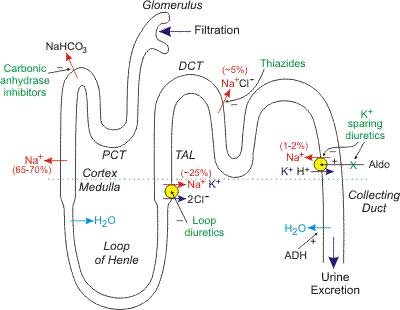 Glomerulus
Filtration
NaHCO3
Carbonic
anhydrase
inhibitors
–
DCT
(~5%)
Na+Cl–
–
Thiazides
K+
sparing
diuretics
PCT
TAL
Na+
(65-70%)
Cortex
Medulla
(~25%)
Na+ K+
2Cl–
–
Loop
diuretics
(1-2%)
Na+
–
+
X
Aldo
K+ H+
Collecting
Duct
H2O
Loop
of Henle
H2O
+
ADH
Urine
Excretion